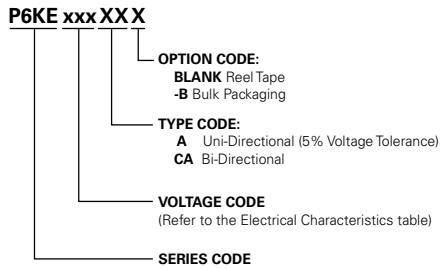 P6KE xxx XX X
OPTION CODE:
BLANK Reel Tape
-B Bulk Packaging
TYPE CODE:
A Uni-Directional (5% Voltage Tolerance)
CA Bi-Directional
VOLTAGE CODE
(Refer to the Electrical Characteristics table)
SERIES CODE